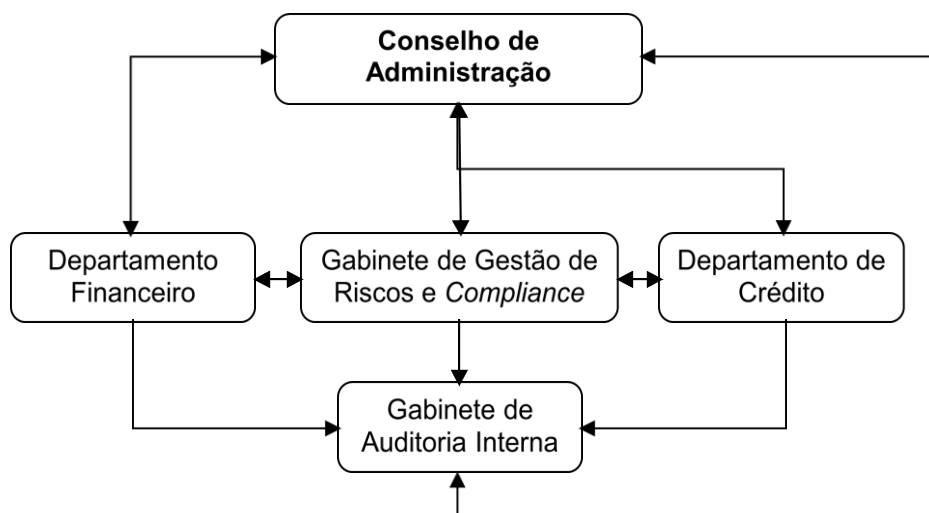 Conselho de
Administração
Departamento
Financeiro
Gabinete de Gestão de
Riscos e Compliance
Departamento de
Crédito
Gabinete de
Auditoria Interna